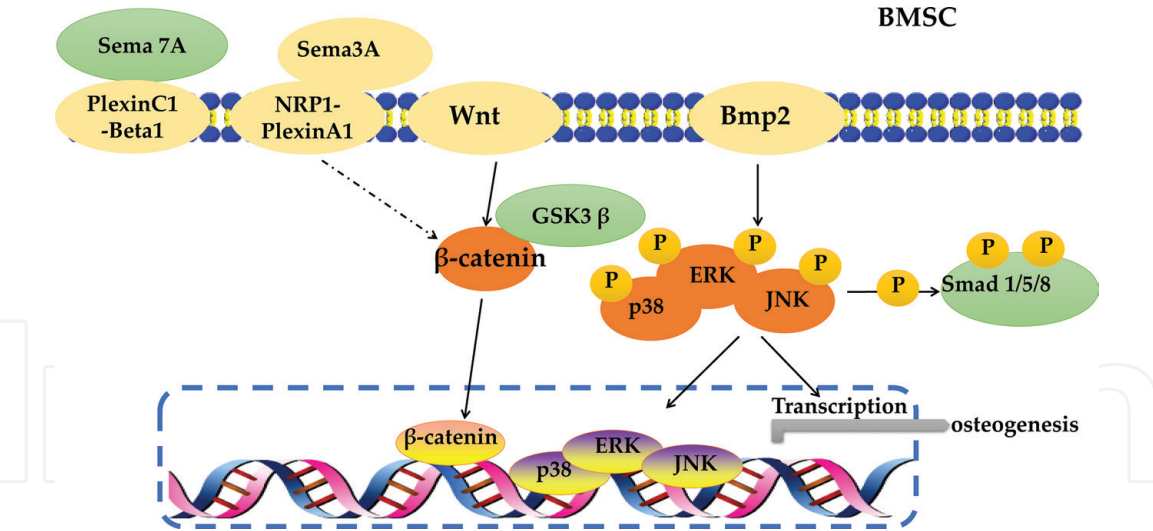 BMSC
Sema 7A
Sema3A
PlexinC1
-Beta1
NRP1-
PlexinA1
Wnt
Bmp2
GSK3 β
β-catenin
P
P
P
P
ERK
p38
JNK
P
P
P
Smad 1/5/8
Transcription
osteogenesis
β-catenin
ERK
p38
JNK